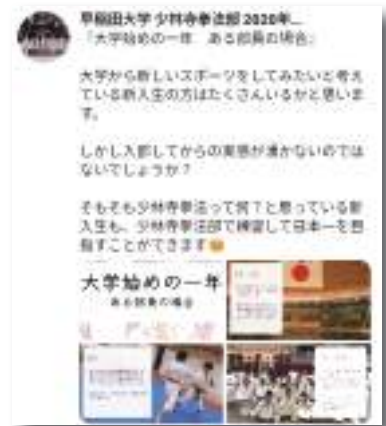 早稲田大学 少林寺拳法部 2020年...
「大学始めの一年 ある部員の場合」
大学から新しいスポーツをしてみたいと考え
ている新入生の方はたくさんいるかと思いま
す。
しかし入部してからの実感が湧かないのでは
ないでしょうか？
そもそも少林寺拳法って何？と思っている新
入生も、少林寺拳法部で練習して日本一を目
指すことができます😄
大学始めの一年
ある部員の場合